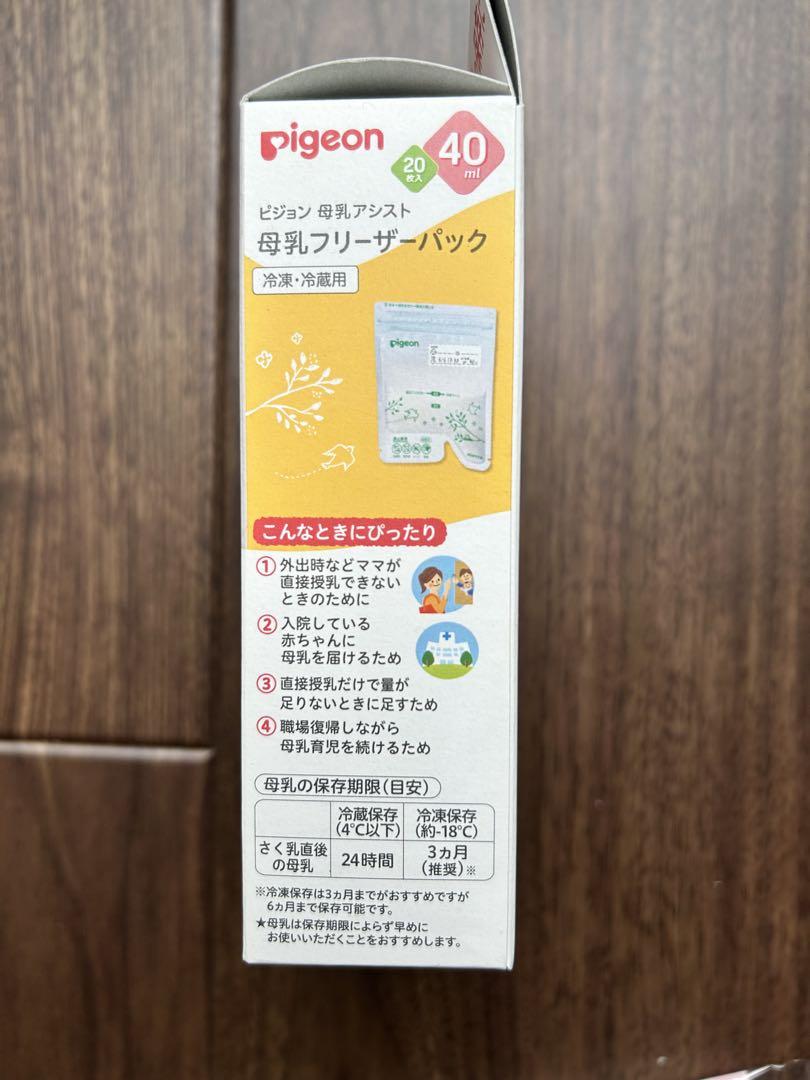 Pigeon
20
枚入
40
ml
ピジョン 母乳アシスト
母乳フリーザーパック
冷凍・冷蔵用
Pigeon
こんなときにぴったり
① 外出時などママが
直接授乳できない
ときのために
② 入院している
赤ちゃんに
母乳を届けるため
③ 直接授乳だけで量が
足りないときに足すため
④ 職場復帰しながら
母乳育児を続けるため
母乳の保存期限(目安)
冷蔵保存 冷凍保存
(4℃以下) (約-18℃)
さく乳直後
の母乳
24時間
3ヵ月
(推奨)※
※冷凍保存は3ヵ月までがおすすめですが
6ヵ月まで保存可能です。
★母乳は保存期限によらず早めに
お使いいただくことをおすすめします。